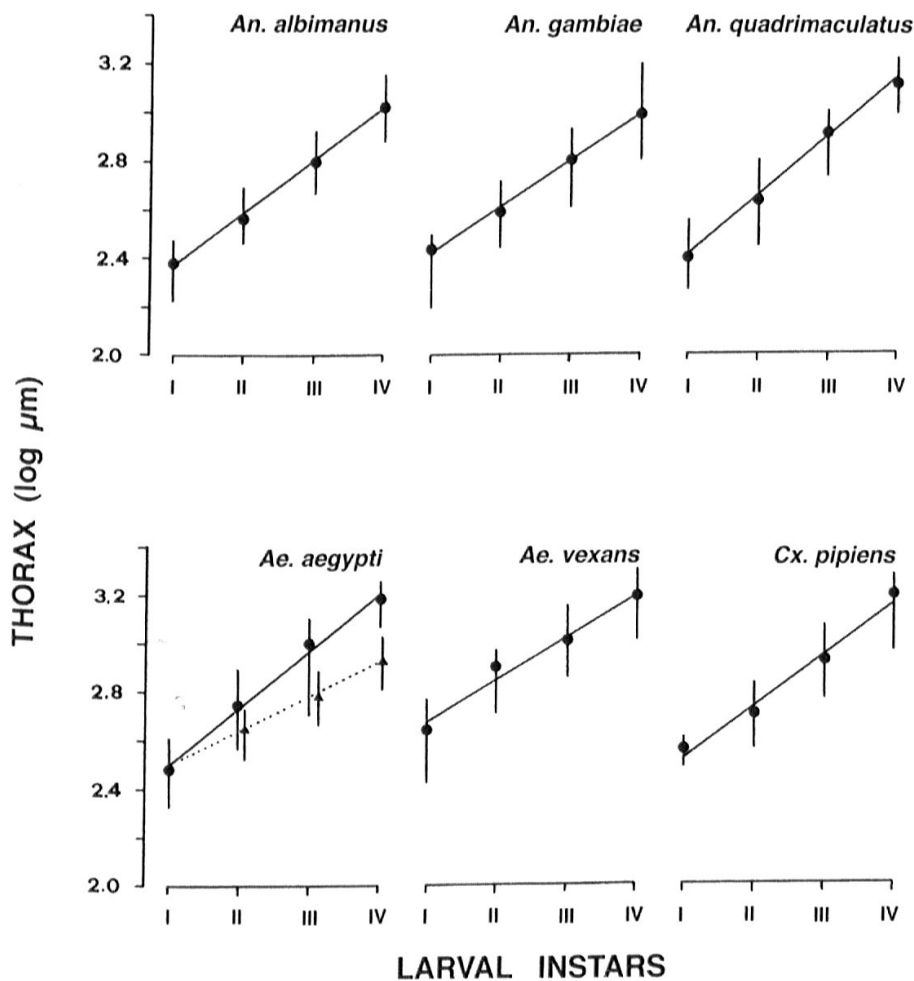 An. albimanus
An. gambiae
An. quadrimaculatus
3.2
2.8
2.4
2.0
I II III IV
I II III IV
I II III IV
THORAX (log µm)
Ae. aegypti
Ae. vexans
Cx. pipiens
3.2
2.8
2.4
2.0
I II III IV
I II III IV
I II III IV
LARVAL INSTARS